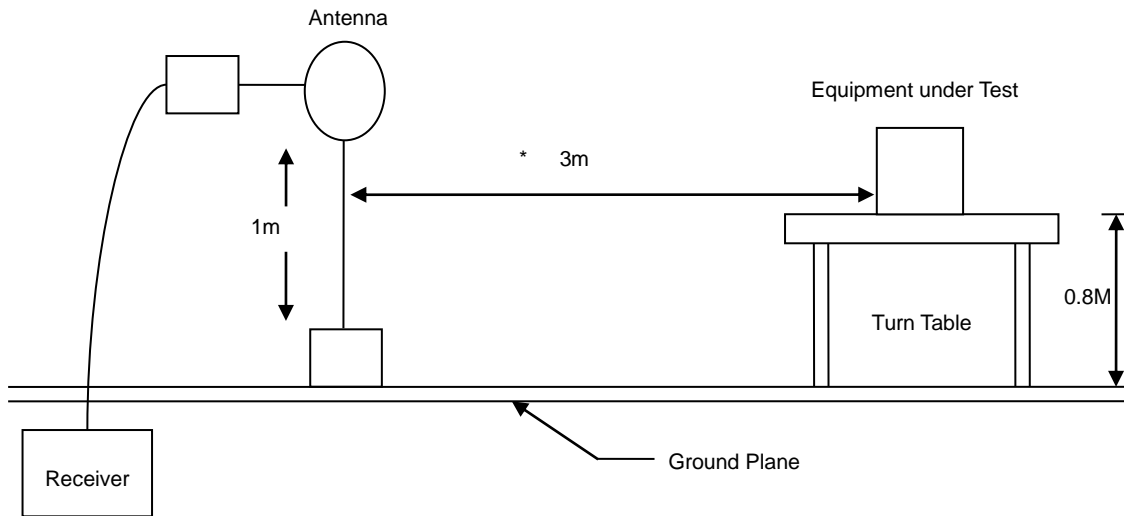 Antenna
Equipment under Test
* 3m
1m
0.8M
Turn Table
Ground Plane
Receiver